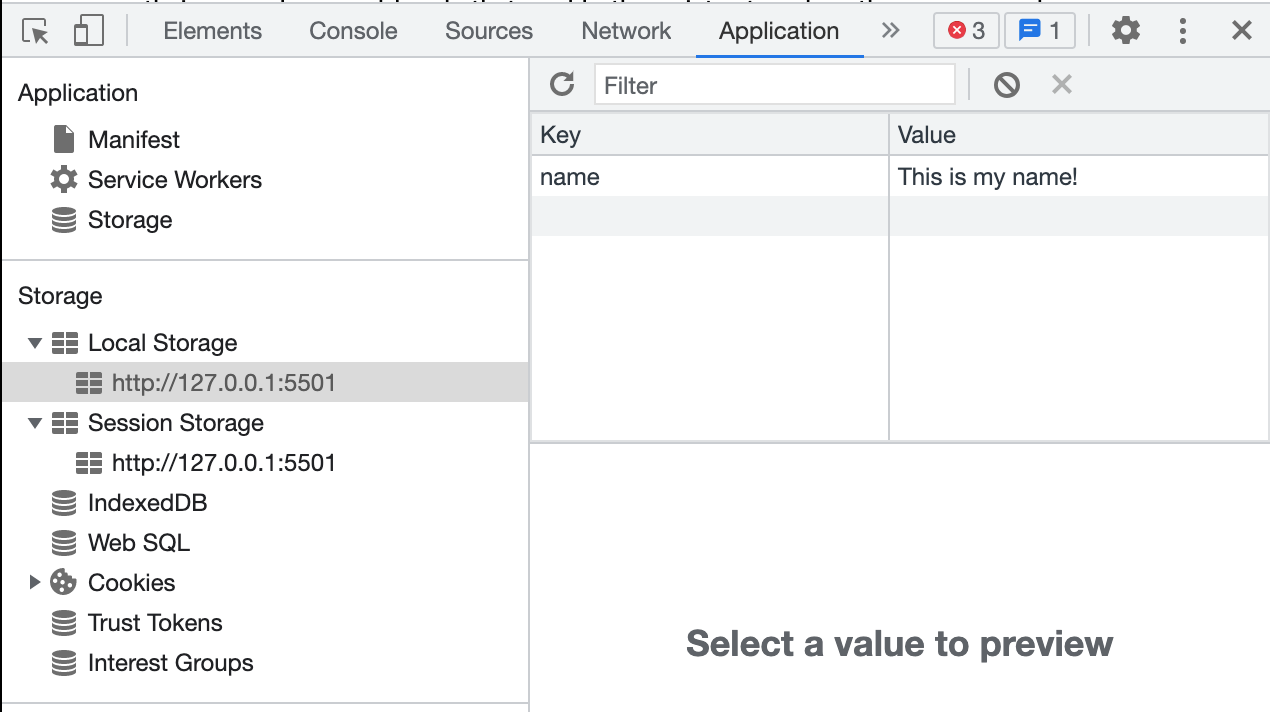 Elements Console Sources Network Application 3 1
Application
Manifest
Service Workers
Storage
Storage
Local Storage
http://127.0.0.1:5501
Session Storage
http://127.0.0.1:5501
IndexedDB
Web SQL
Cookies
Trust Tokens
Interest Groups
Filter
Key Value
name This is my name!
Select a value to preview